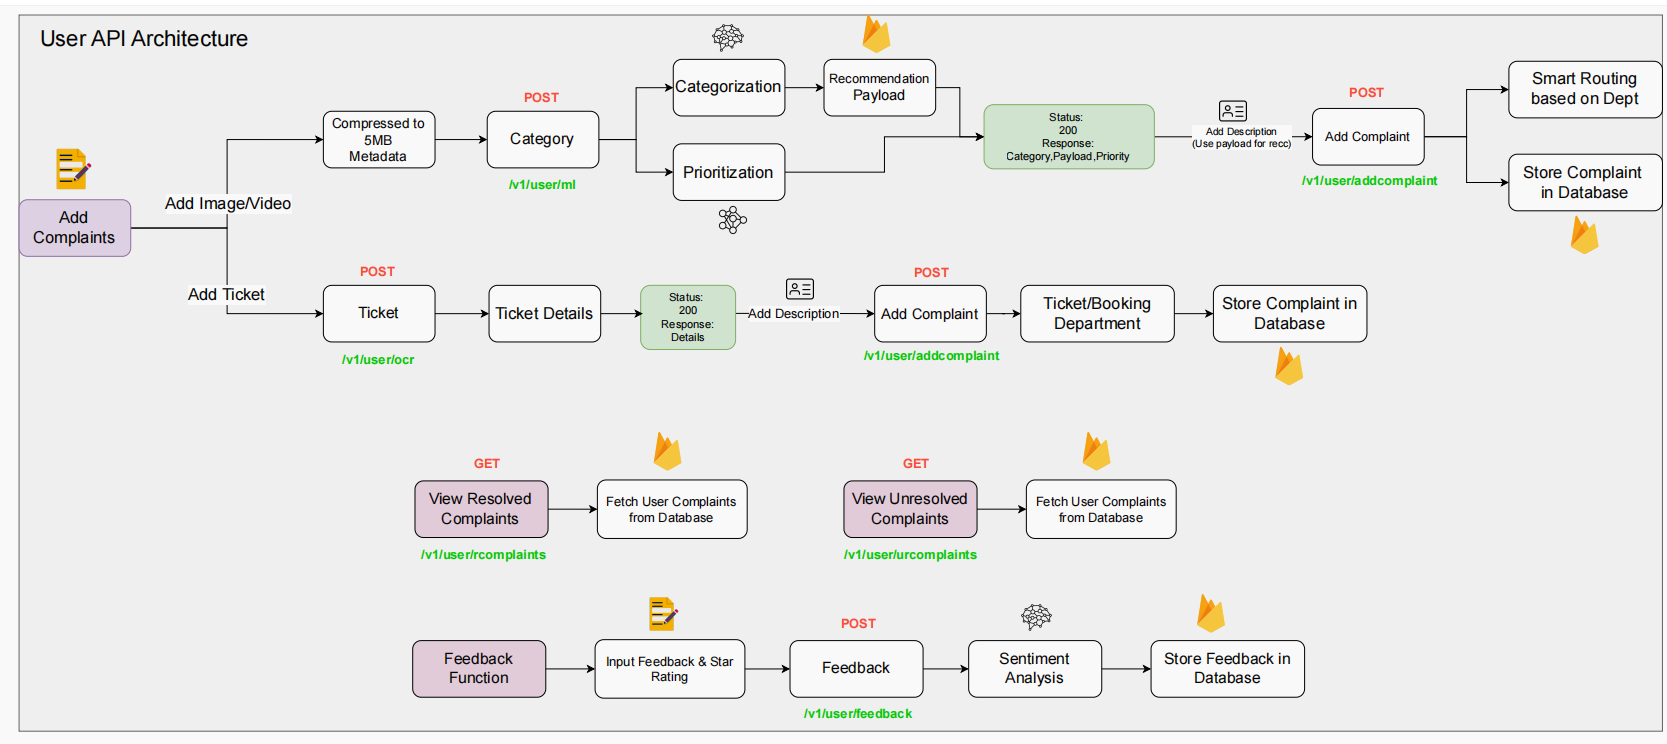 User API Architecture
Add
Complaints
Add Image/Video
Add Ticket
Compressed to
5MB
Metadata
POST
Category
/v1/user/ml
Categorization
Prioritization
Recommendation
Payload
Status:
200
Response:
Category,Payload,Priority
Add Description
(Use payload for recc)
POST
Add Complaint
/v1/user/addcomplaint
Smart Routing
based on Dept
Store Complaint
in Database
POST
Ticket
/v1/user/ocr
Ticket Details
Status:
200
Response:
Details
Add Description
POST
Add Complaint
/v1/user/addcomplaint
Ticket/Booking
Department
Store Complaint in
Database
GET
View Resolved
Complaints
/v1/user/rcomplaints
Fetch User Complaints
from Database
GET
View Unresolved
Complaints
/v1/user/urcomplaints
Fetch User Complaints
from Database
Feedback
Function
Input Feedback & Star
Rating
POST
Feedback
/v1/user/feedback
Sentiment
Analysis
Store Feedback in
Database